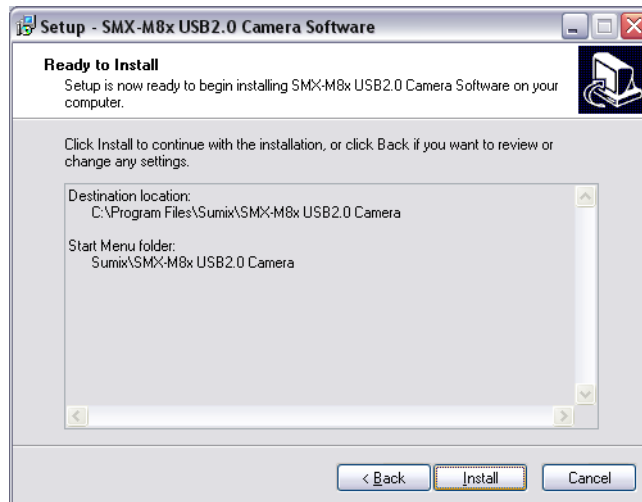 Setup - SMX-M8x USB2.0 Camera Software
Ready to Install
Setup is now ready to begin installing SMX-M8x USB2.0 Camera Software on your
computer.
Click Install to continue with the installation, or click Back if you want to review or
change any settings.
Destination location:
C:\Program Files\Sumix\SMX-M8x USB2.0 Camera
Start Menu folder:
Sumix\SMX-M8x USB2.0 Camera
< Back
Install
Cancel